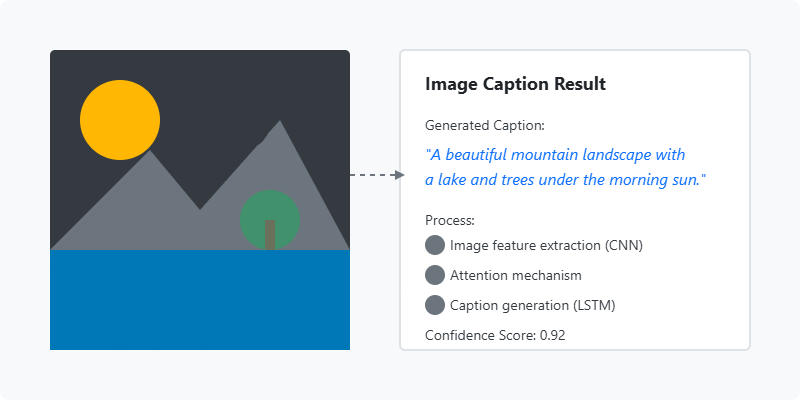 Image Caption Result
Generated Caption:
"A beautiful mountain landscape with
a lake and trees under the morning sun."
Process:
Image feature extraction (CNN)
Attention mechanism
Caption generation (LSTM)
Confidence Score: 0.92